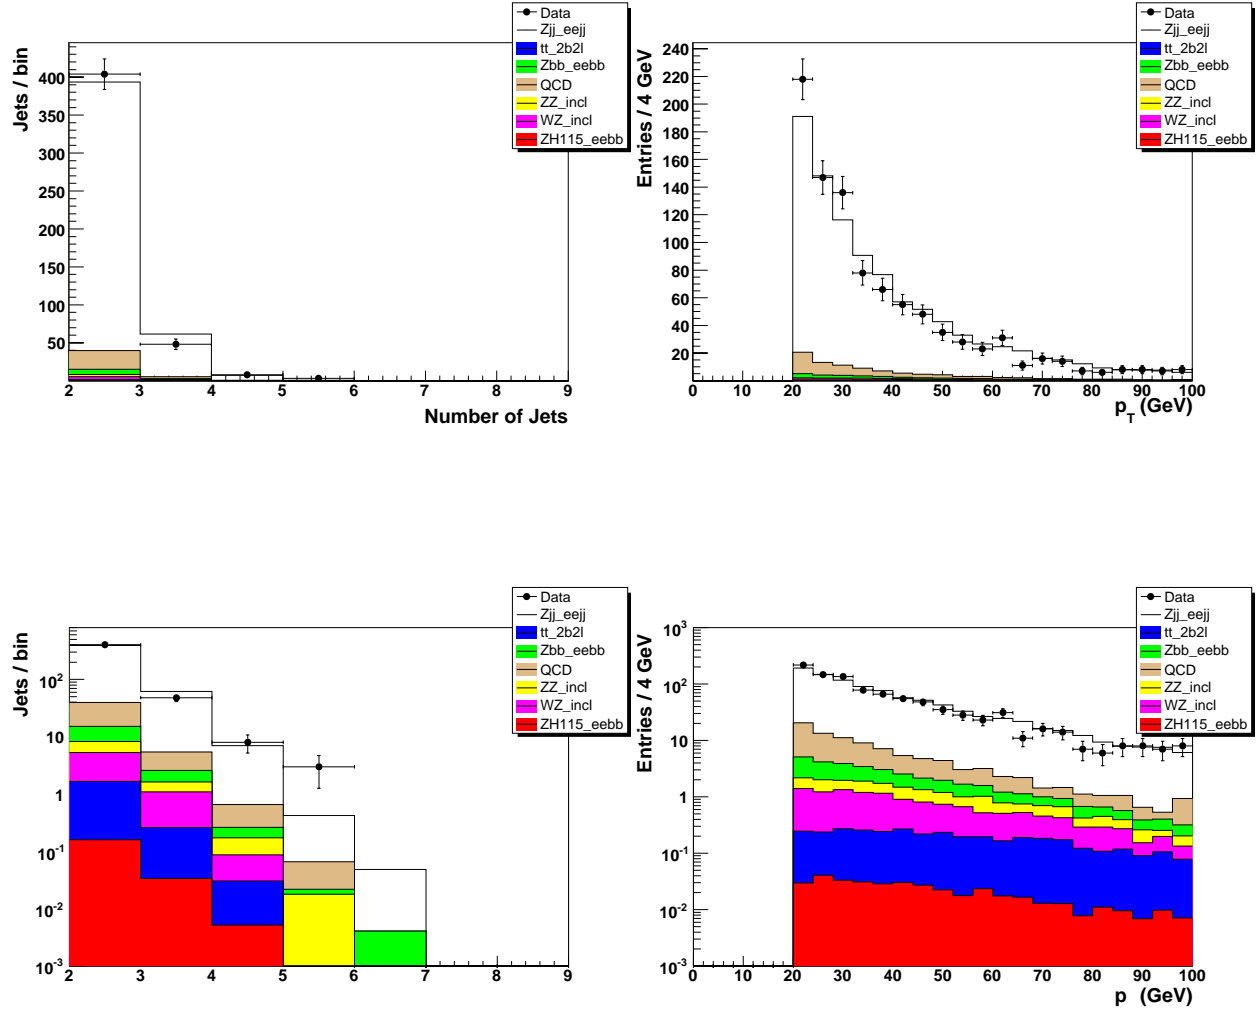 Data
Zjj_eejj
tt_2b2l
Zbb_eebb
QCD
ZZ_incl
WZ_incl
ZH115_eebb
Jets / bin
400
350
300
250
200
150
100
50
2 3 4 5 6 7 8 9
Number of Jets
Data
Zjj_eejj
tt_2b2l
Zbb_eebb
QCD
ZZ_incl
WZ_incl
ZH115_eebb
Entries / 4 GeV
240
220
200
180
160
140
120
100
80
60
40
20
0 10 20 30 40 50 60 70 80 90 100
p_T (GeV)
Data
Zjj_eejj
tt_2b2l
Zbb_eebb
QCD
ZZ_incl
WZ_incl
ZH115_eebb
Jets / bin
10^2
10
1
10^-1
10^-2
10^-3
2 3 4 5 6 7 8 9
Data
Zjj_eejj
tt_2b2l
Zbb_eebb
QCD
ZZ_incl
WZ_incl
ZH115_eebb
Entries / 4 GeV
10^3
10^2
10
1
10^-1
10^-2
10^-3
0 10 20 30 40 50 60 70 80 90 100
p (GeV)